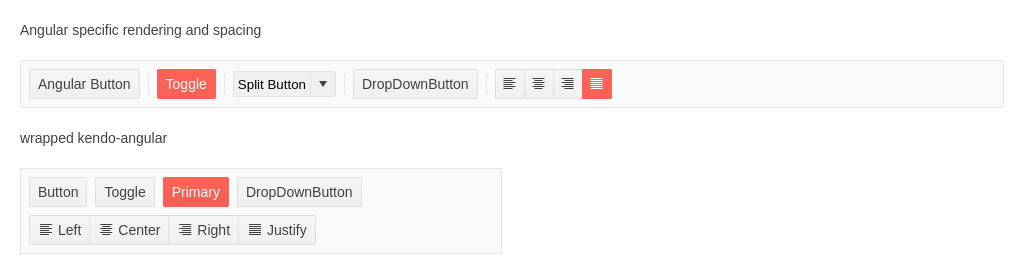 Angular specific rendering and spacing
Angular Button Toggle Split Button DropDownButton
wrapped kendo-angular
Button Toggle Primary DropDownButton
Left Center Right Justify